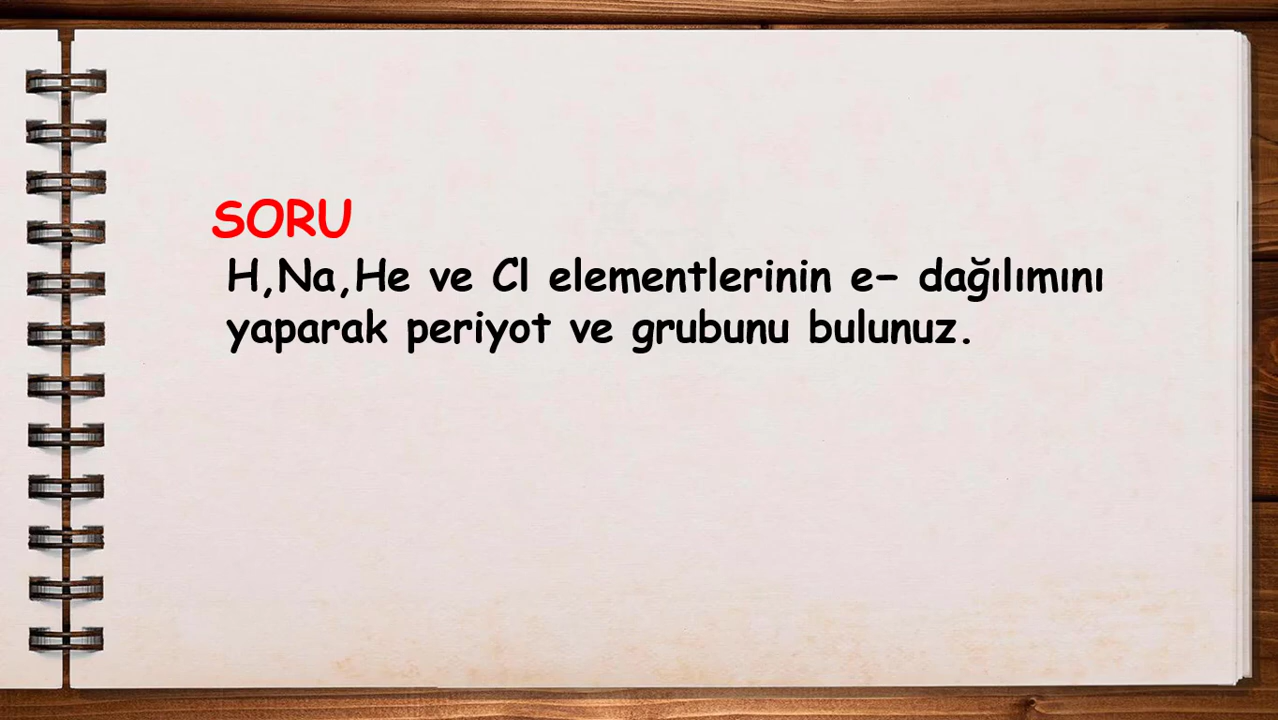 SORU
H,Na,He ve Cl elementlerinin e− dağılımını
yaparak periyot ve grubunu bulunuz.